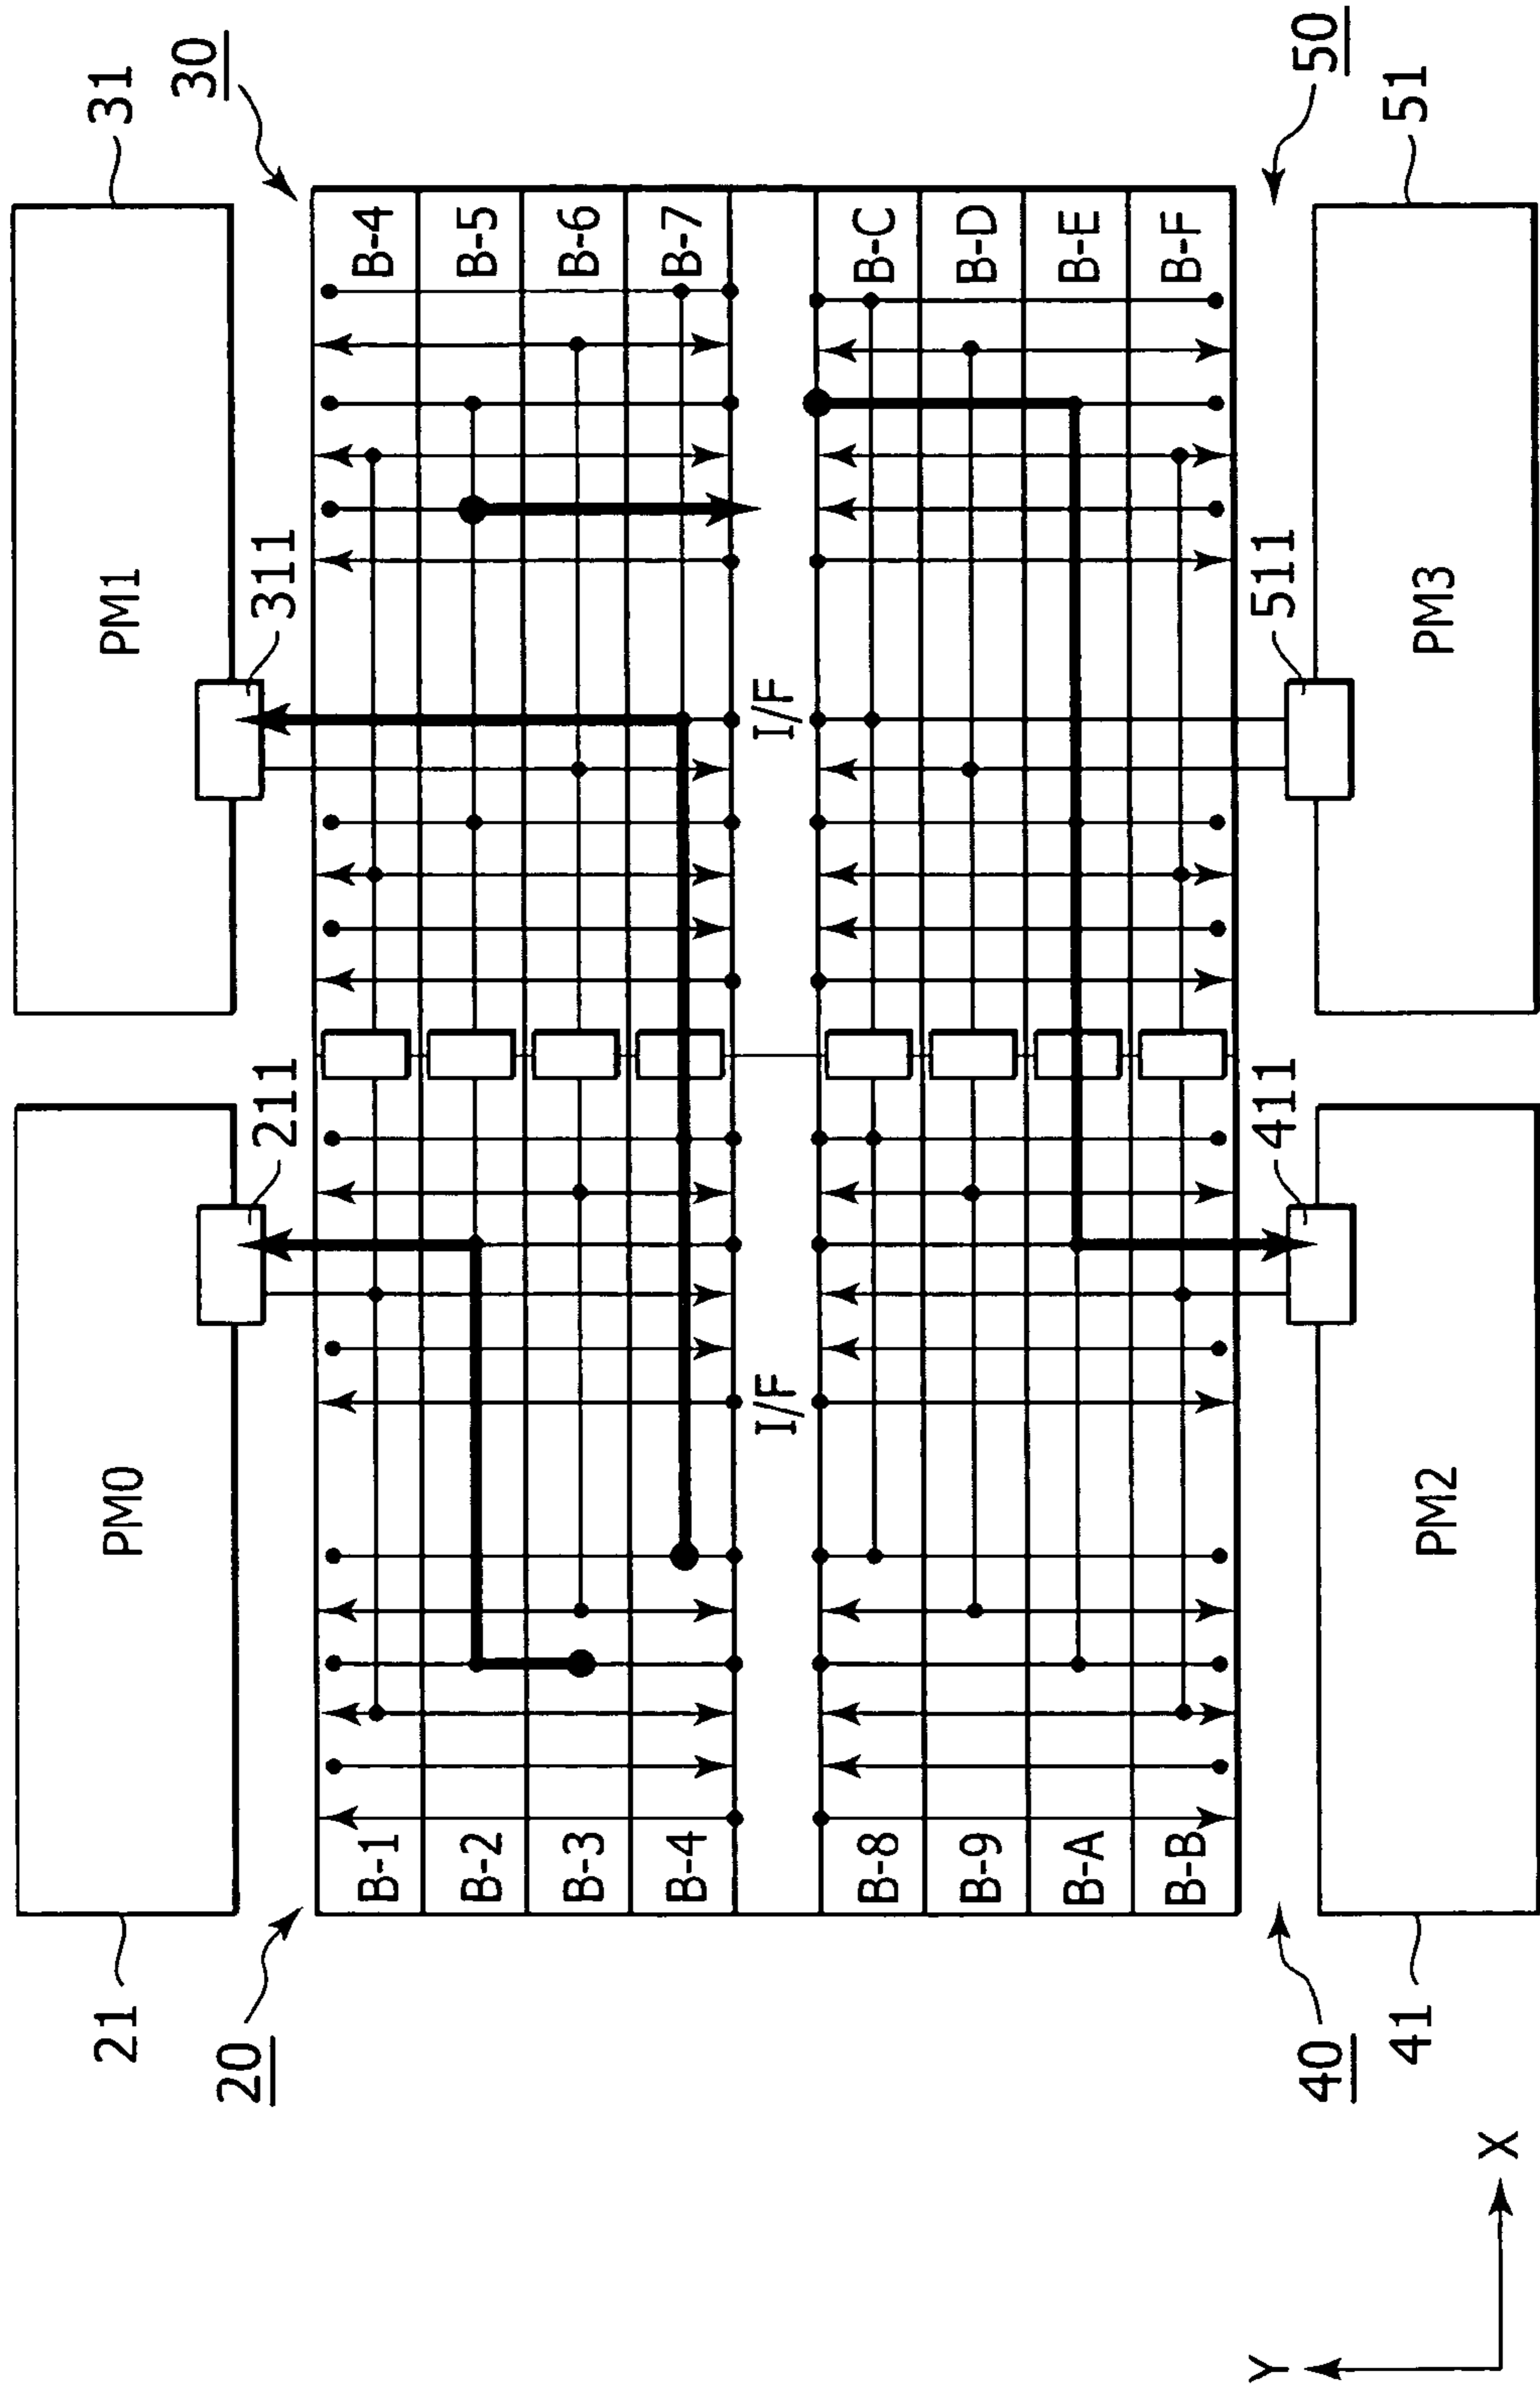 21
PM0
PM1
31
20
211
311
30
B-1
B-4
B-2
B-5
B-3
B-6
B-4
B-7
I/F
I/F
B-8
B-C
B-9
B-D
B-A
B-E
B-B
B-F
40
411
511
50
41
PM2
PM3
51
Y
X